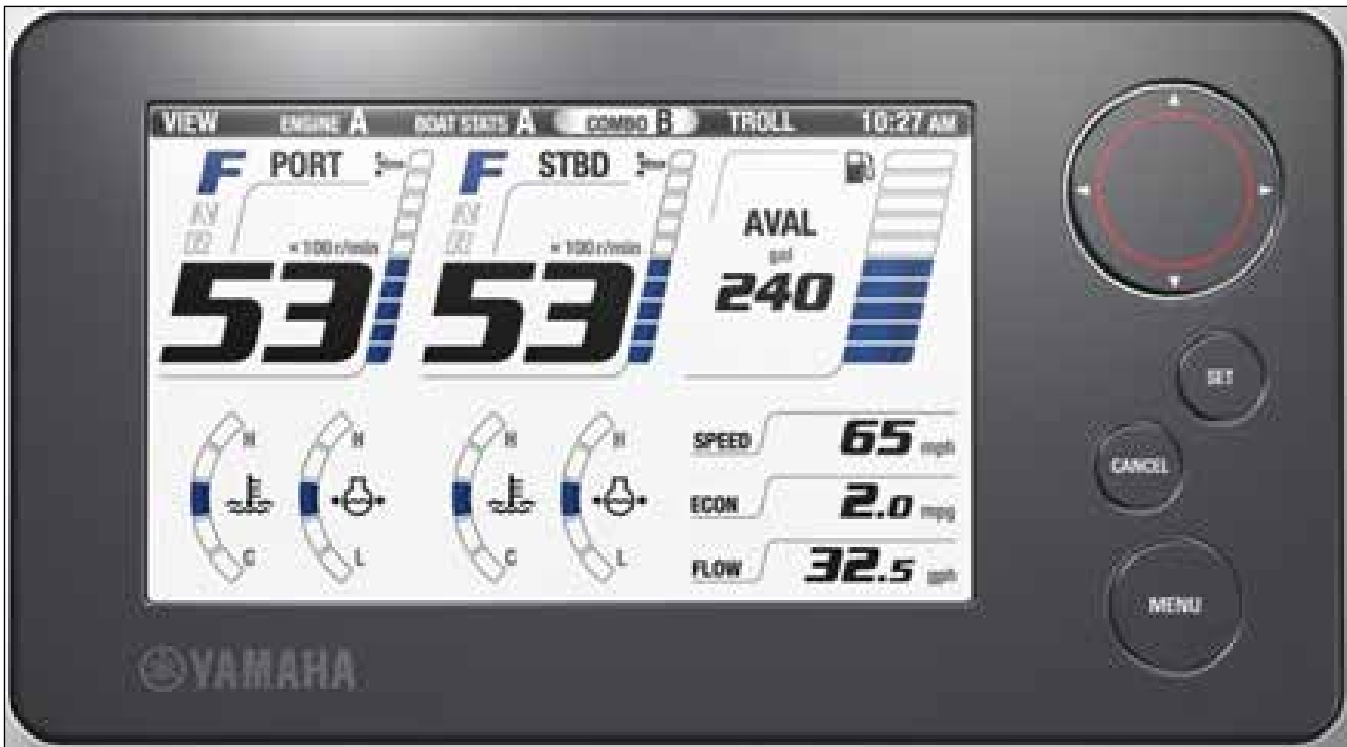 VIEW ENGINE A BOAT STATS A COMBO B TROLL 10:27 AM
F PORT F STBD
N N
R R
AVAL
× 100 r/min × 100 r/min gal
53 53 240
H H H H
SPEED 65 mph
SET
CANCEL
ECON 2.0 mpg
C L C L
FLOW 32.5 gph
MENU
YAMAHA